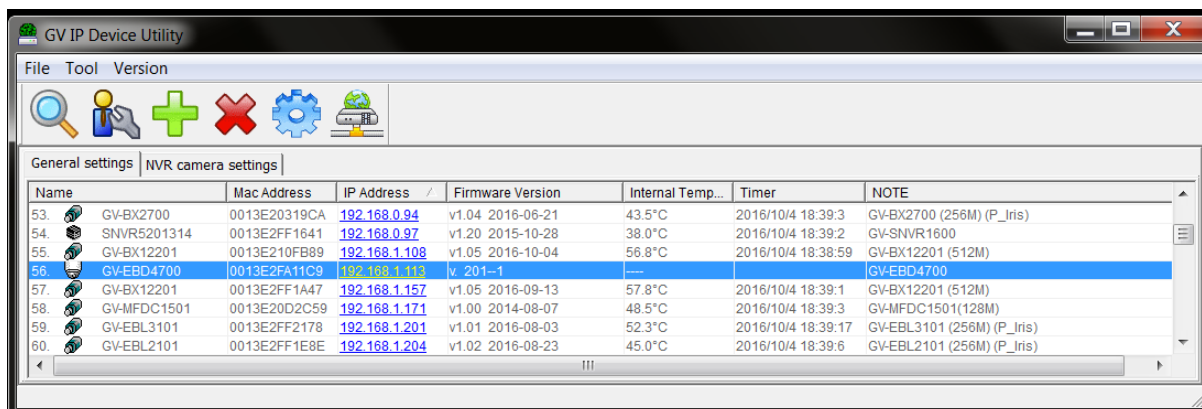 GV IP Device Utility
File Tool Version
General settings NVR camera settings
Name Mac Address IP Address Firmware Version Internal Temp... Timer NOTE
53. GV-BX2700 0013E20319CA 192.168.0.94 v1.04 2016-06-21 43.5°C 2016/10/4 18:39:3 GV-BX2700 (256M) (P_Iris)
54. SNVR5201314 0013E2FF1641 192.168.0.97 v1.20 2015-10-28 38.0°C 2016/10/4 18:39:2 GV-SNVR1600
55. GV-BX12201 0013E210FB89 192.168.1.108 v1.05 2016-10-04 56.8°C 2016/10/4 18:38:59 GV-BX12201 (512M)
56. GV-EBD4700 0013E2FA11C9 192.168.1.113 v. 201--1 ---- GV-EBD4700
57. GV-BX12201 0013E2FF1A47 192.168.1.157 v1.05 2016-09-13 57.8°C 2016/10/4 18:39:1 GV-BX12201 (512M)
58. GV-MFDC1501 0013E20D2C59 192.168.1.171 v1.00 2014-08-07 48.5°C 2016/10/4 18:39:3 GV-MFDC1501(128M)
59. GV-EBL3101 0013E2FF2178 192.168.1.201 v1.01 2016-08-03 52.3°C 2016/10/4 18:39:17 GV-EBL3101 (256M) (P_Iris)
60. GV-EBL2101 0013E2FF1E8E 192.168.1.204 v1.02 2016-08-23 45.0°C 2016/10/4 18:39:6 GV-EBL2101 (256M) (P_Iris)